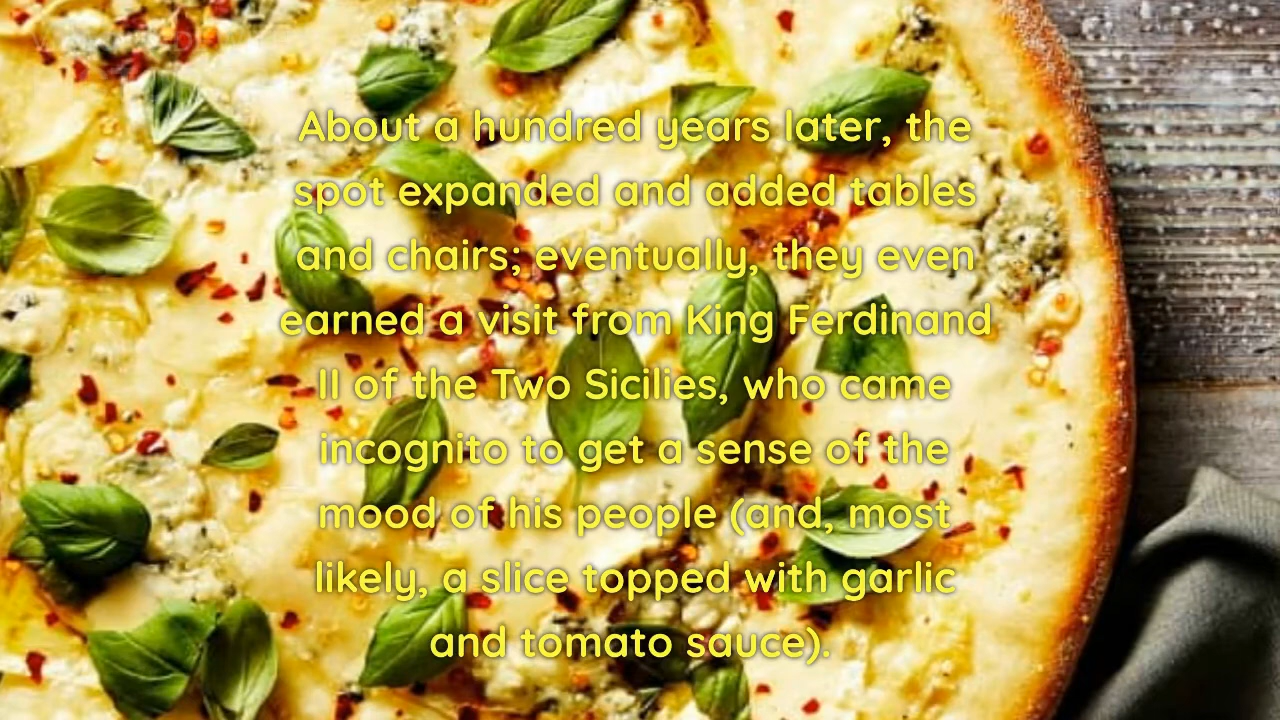 About a hundred years later, the
spot expanded and added tables
and chairs; eventually, they even
earned a visit from King Ferdinand
II of the Two Sicilies, who came
incognito to get a sense of the
mood of his people (and, most
likely, a slice topped with garlic
and tomato sauce).